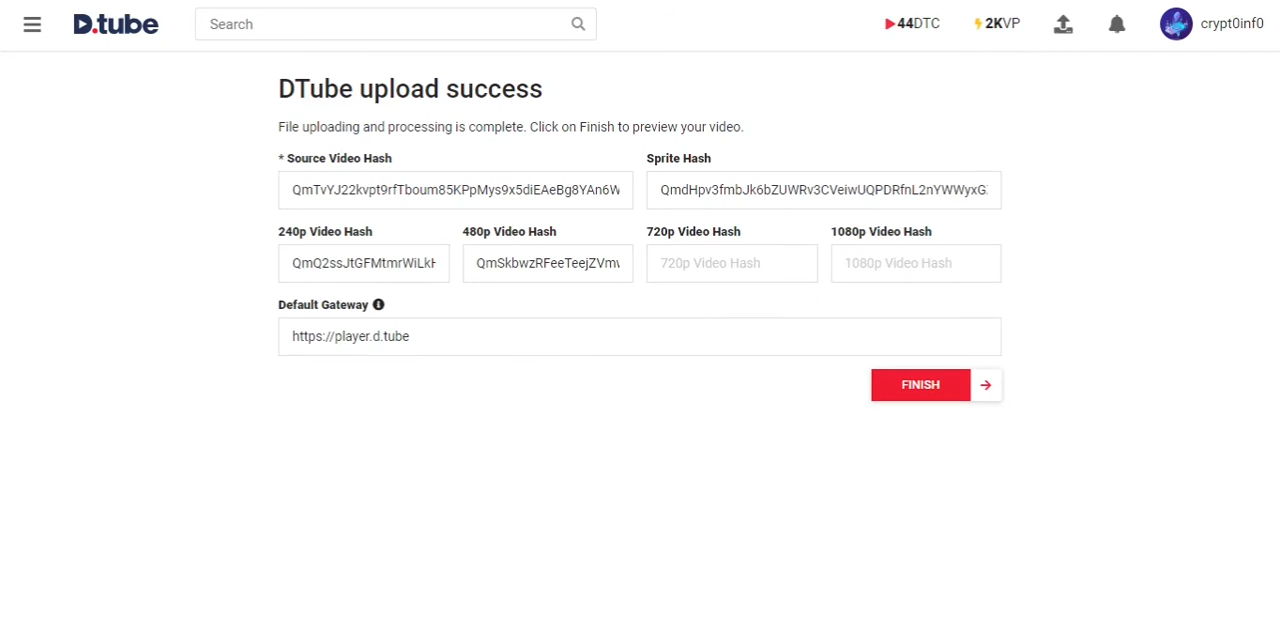 D.tube
Search
44DTC
2KVP
crypt0inf0
DTube upload success
File uploading and processing is complete. Click on Finish to preview your video.
* Source Video Hash
Sprite Hash
QmTvYJ22kvpt9rfTboum85KPpMys9x5diEAeBg8YAn6W
QmdHpv3fmbJk6bZUWRv3CVeiwUQPDRfnL2nYWWyxG
240p Video Hash
480p Video Hash
720p Video Hash
1080p Video Hash
QmQ2ssJtGFMtmrWiLkH
QmSkbwzRFeeTeejZVm
720p Video Hash
1080p Video Hash
Default Gateway
https://player.d.tube
FINISH